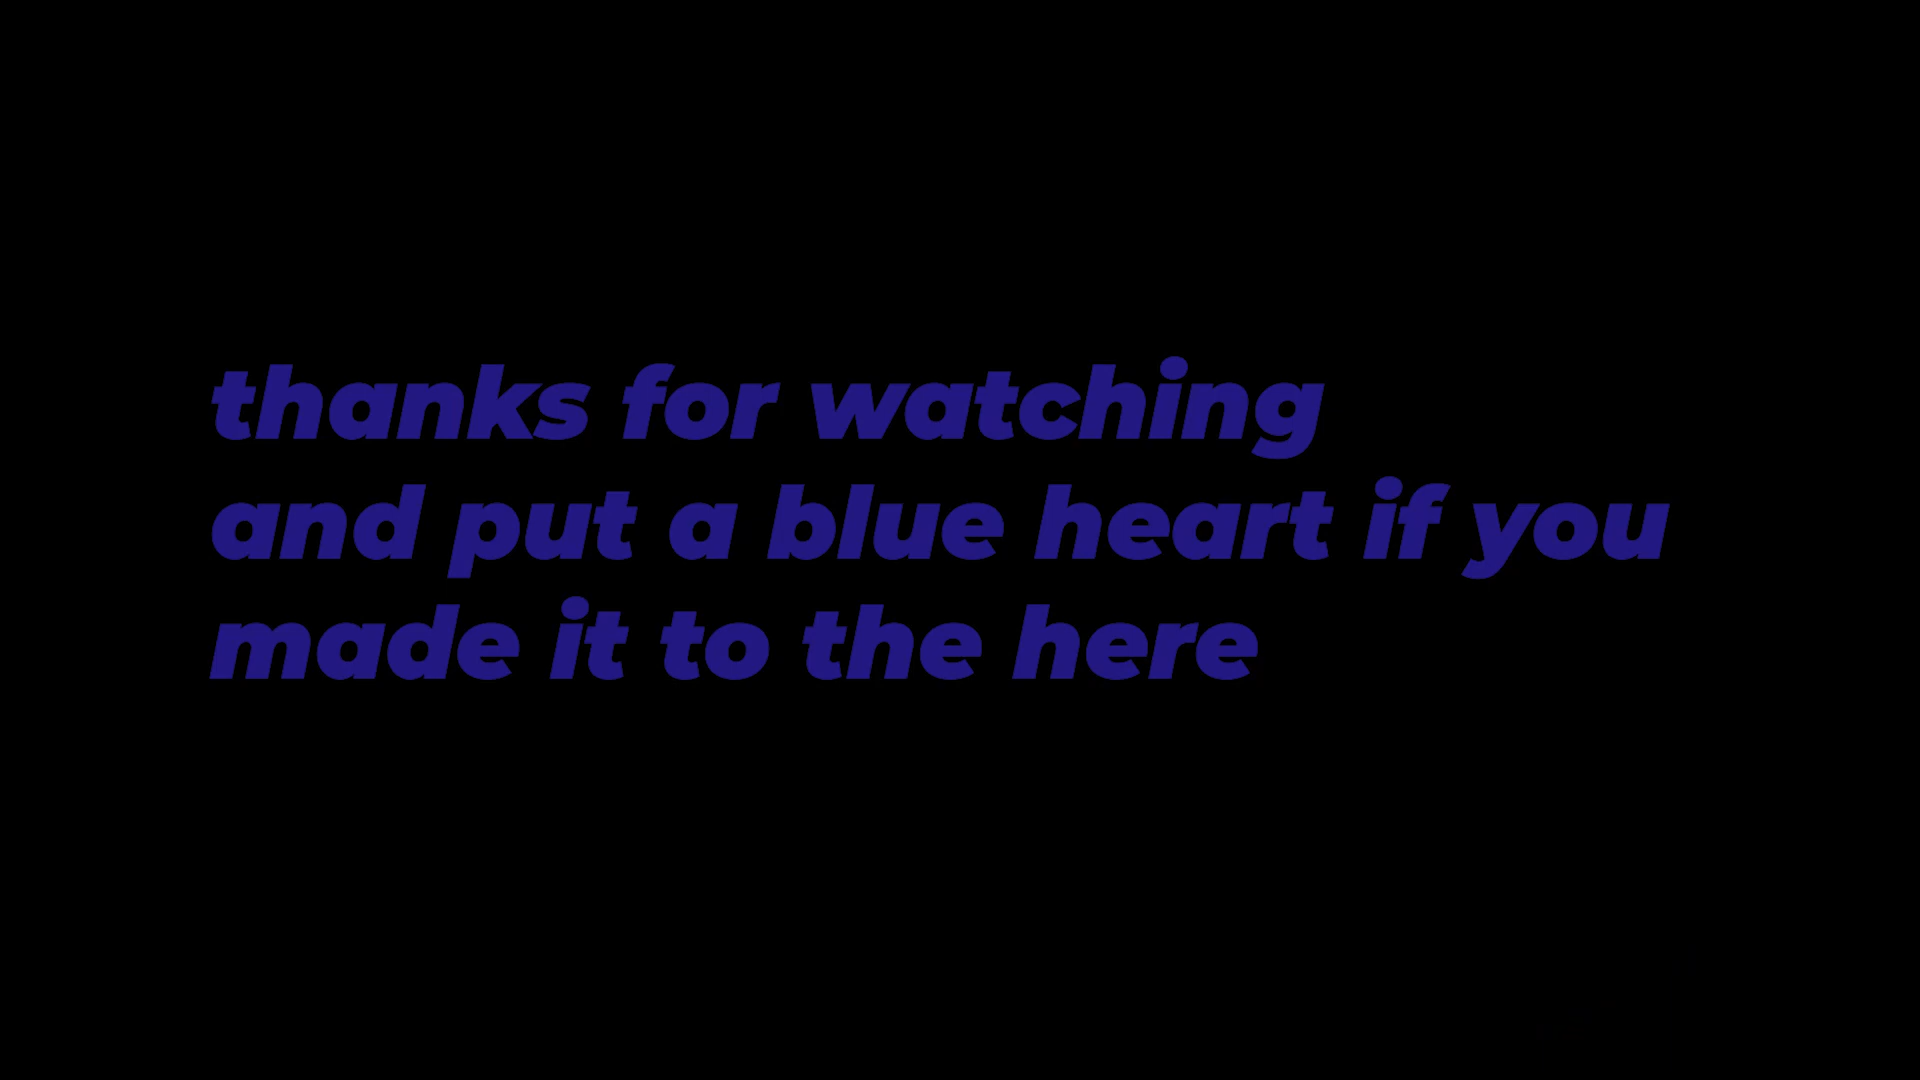 thanks for watching
and put a blue heart if you
made it to the here